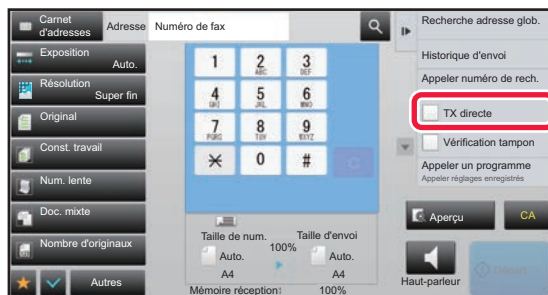 Carnet d'adresses
Adresse
Numéro de fax
Exposition
Auto.
Résolution
Super fin
Original
Const. travail
Num. lente
Doc. mixte
Nombre d'originaux
Autres
1
2
ABC
3
DEF
4
GHI
5
JKL
6
MNO
7
PQRS
8
TUV
9
WXYZ
0
#
C
Taille de num.
100%
Taille d'envoi
Auto.
Auto.
A4
A4
Mémoire réception:
100%
Recherche adresse glob.
Historique d'envoi
Appeler numéro de rech.
TX directe
Vérification tampon
Appeler un programme
Appeler réglages enregistrés
Aperçu
CA
Haut-parleur
Départ